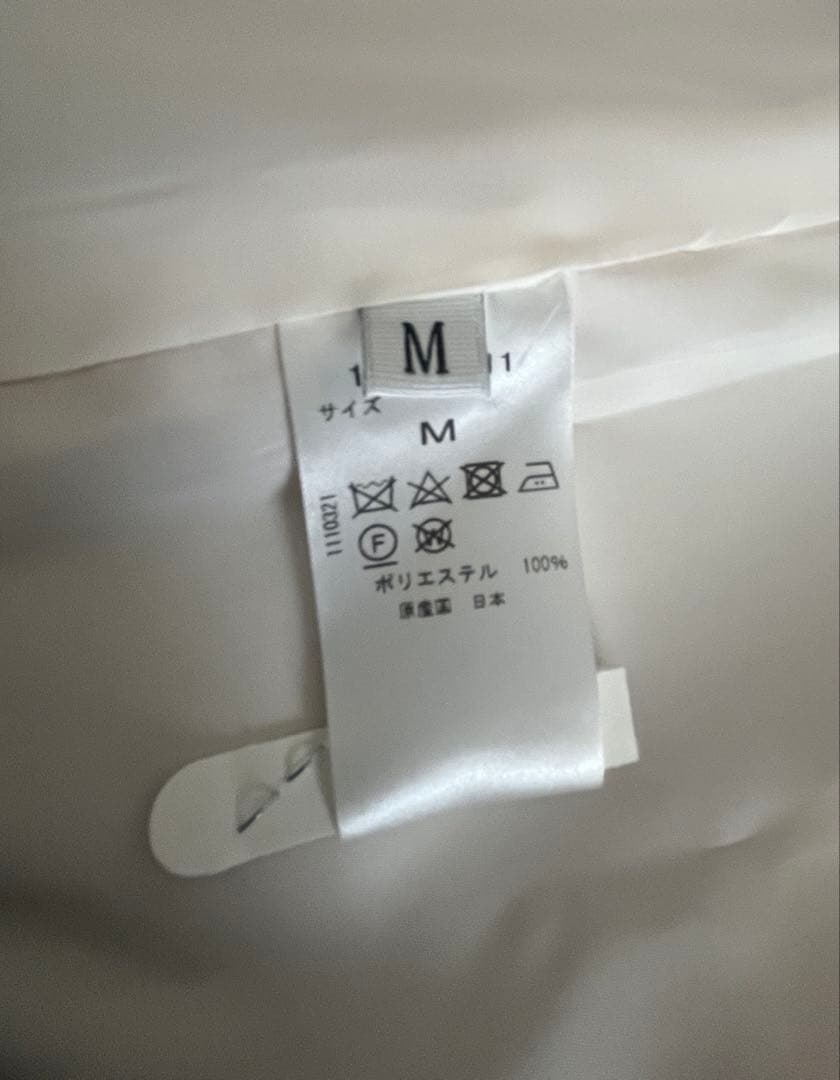 M
サイズ
M
1110321
F
W
ポリエステル 100%
原産国 日本